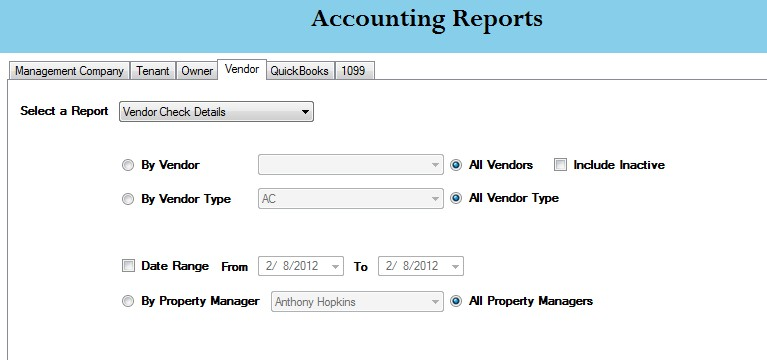 Accounting Reports
Management Company Tenant Owner Vendor QuickBooks 1099
Select a Report Vendor Check Details
By Vendor All Vendors Include Inactive
By Vendor Type AC All Vendor Type
Date Range From 2/ 8/2012 To 2/ 8/2012
By Property Manager Anthony Hopkins All Property Managers